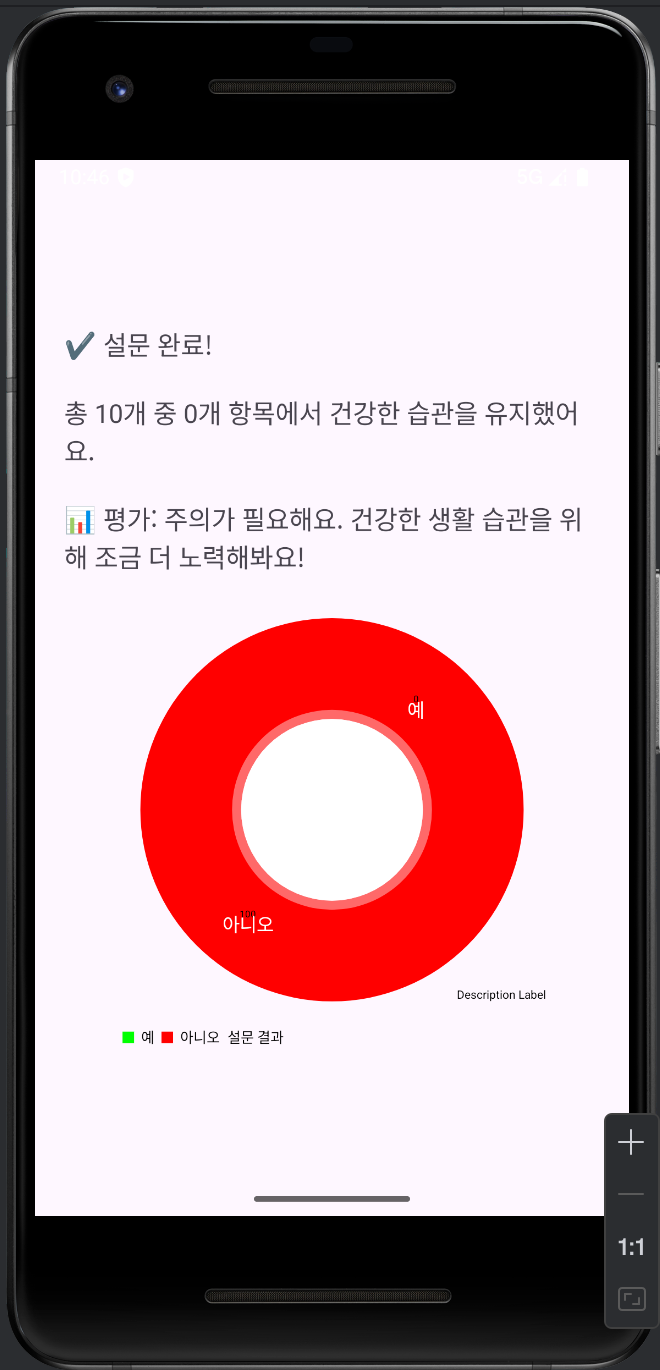 10:46 5G
✔️ 설문 완료!
총 10개 중 0개 항목에서 건강한 습관을 유지했어
요.
📊 평가: 주의가 필요해요. 건강한 생활 습관을 위
해 조금 더 노력해봐요!
0
예
100
아니오
Description Label
예 아니오 설문 결과
1:1